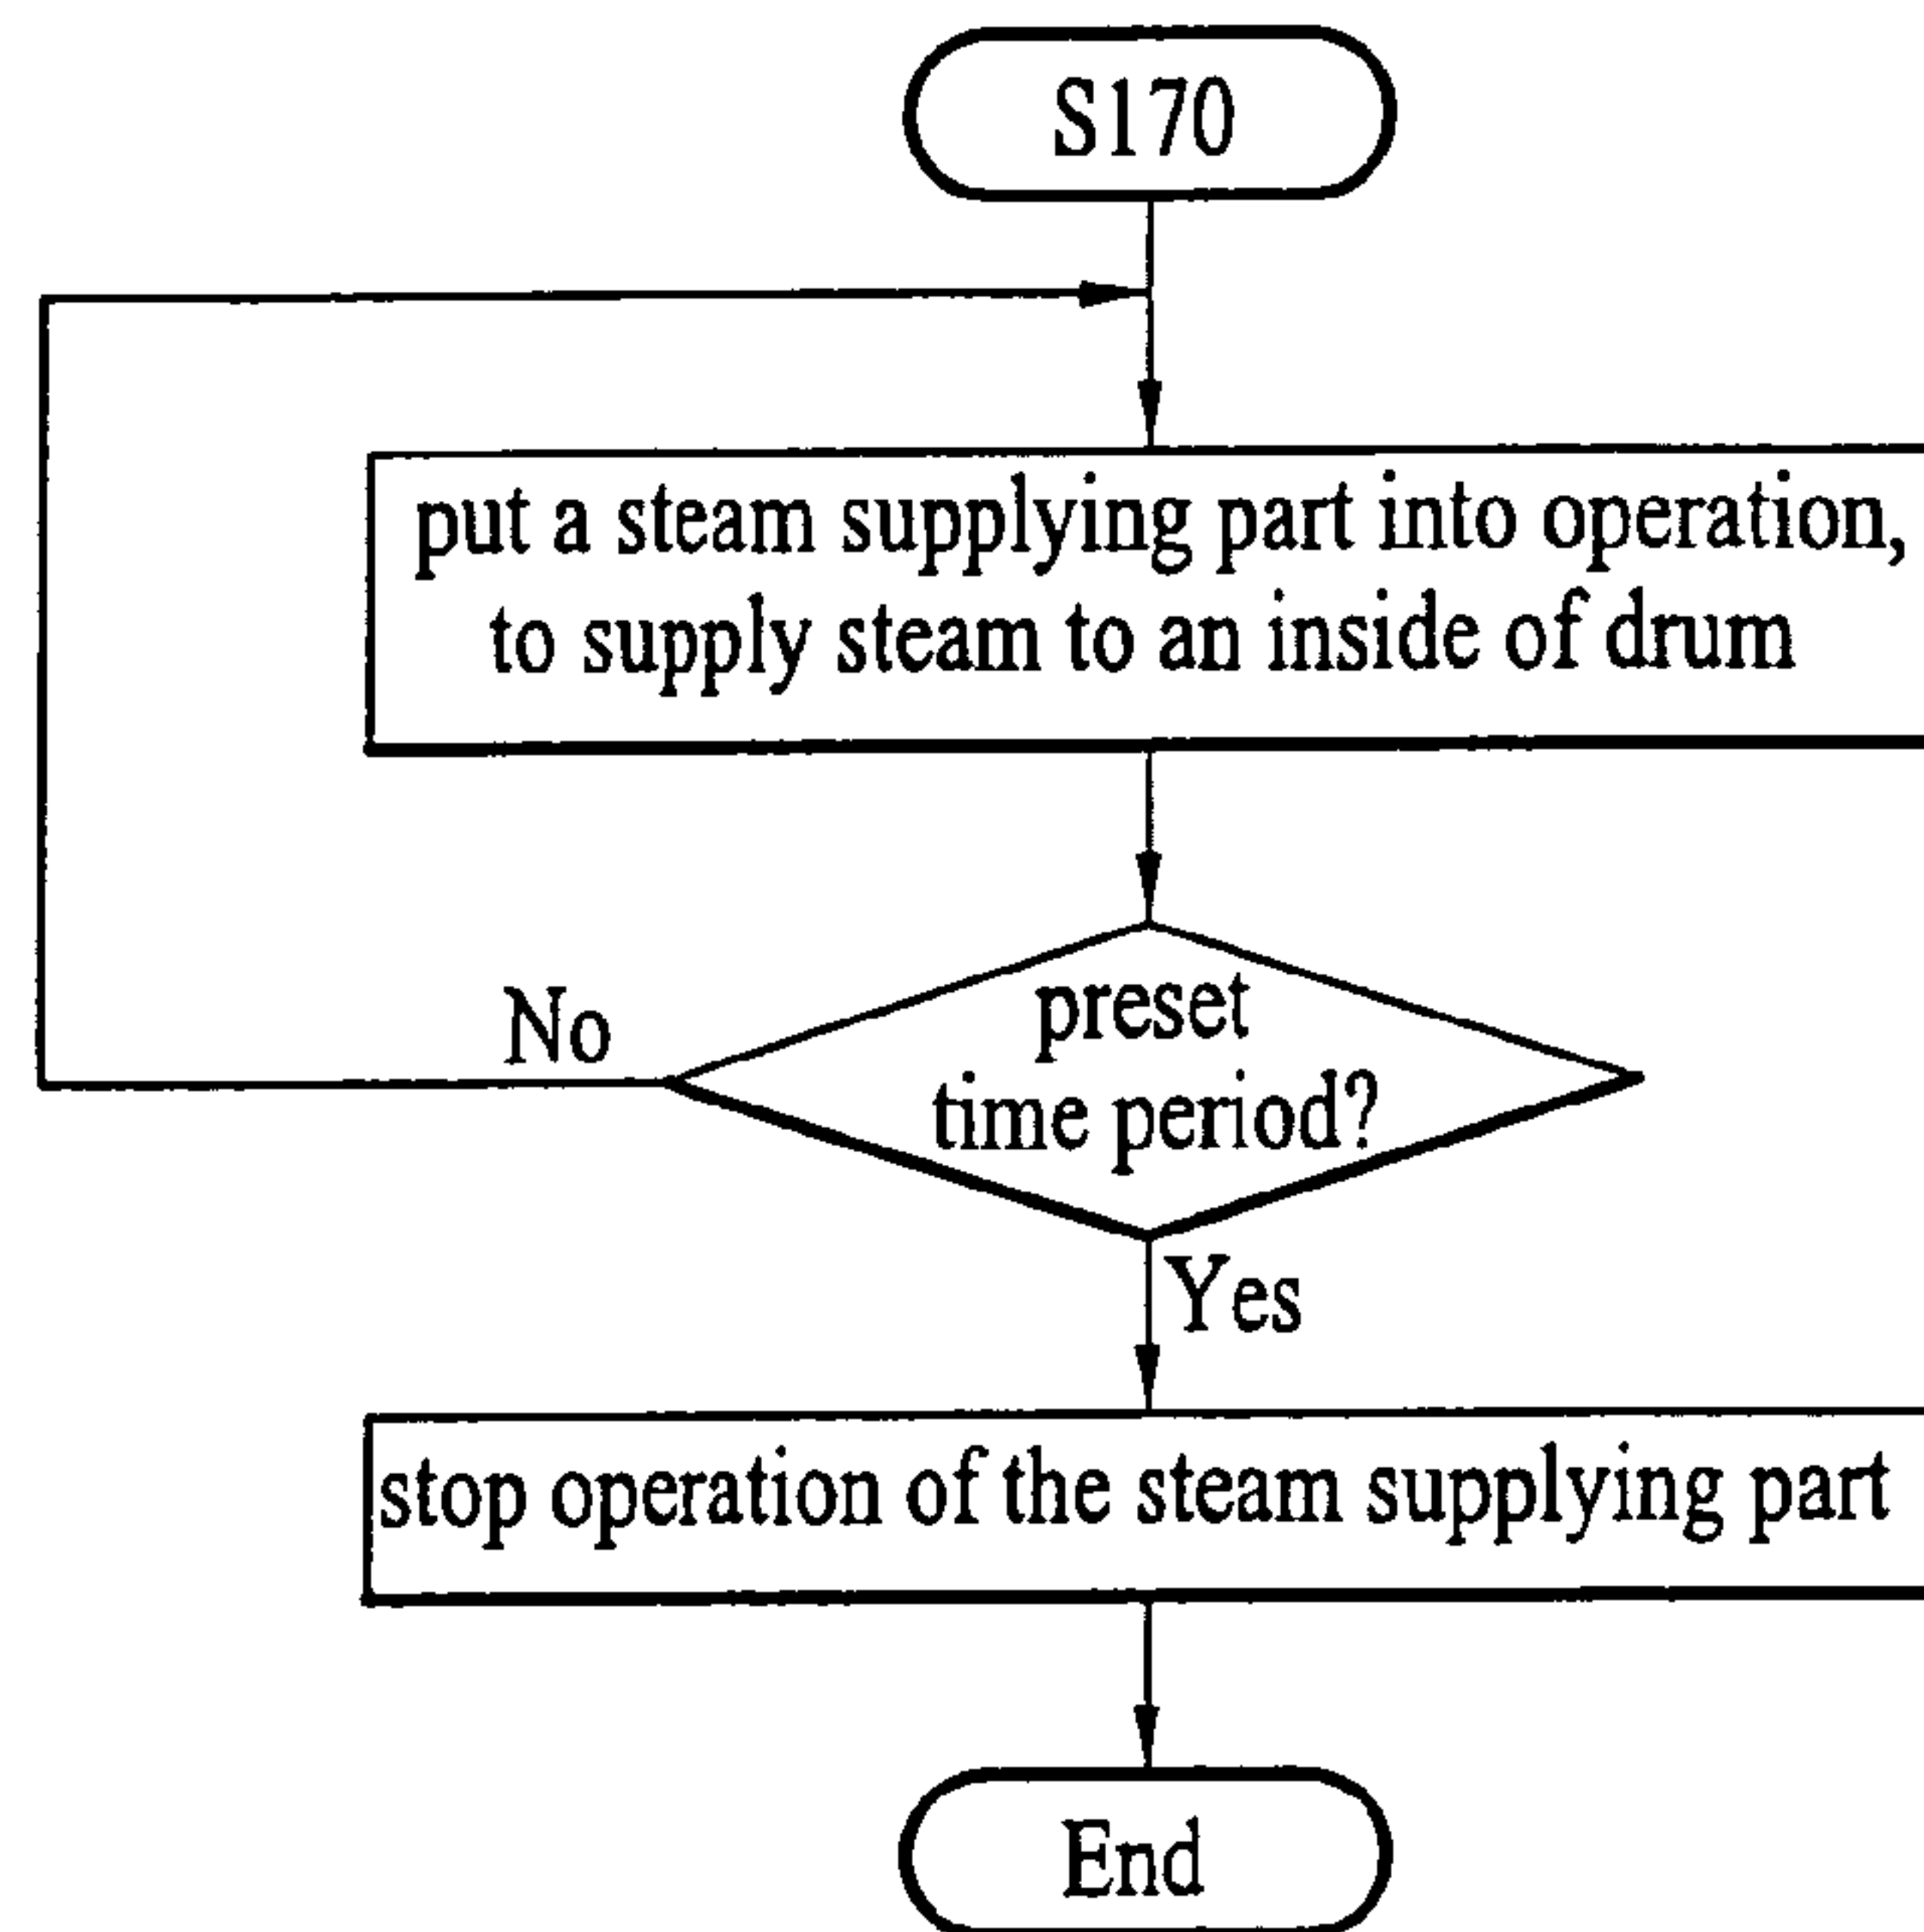 S170
put a steam supplying part into operation,
to supply steam to an inside of drum
No
preset
time period?
Yes
stop operation of the steam supplying part
End